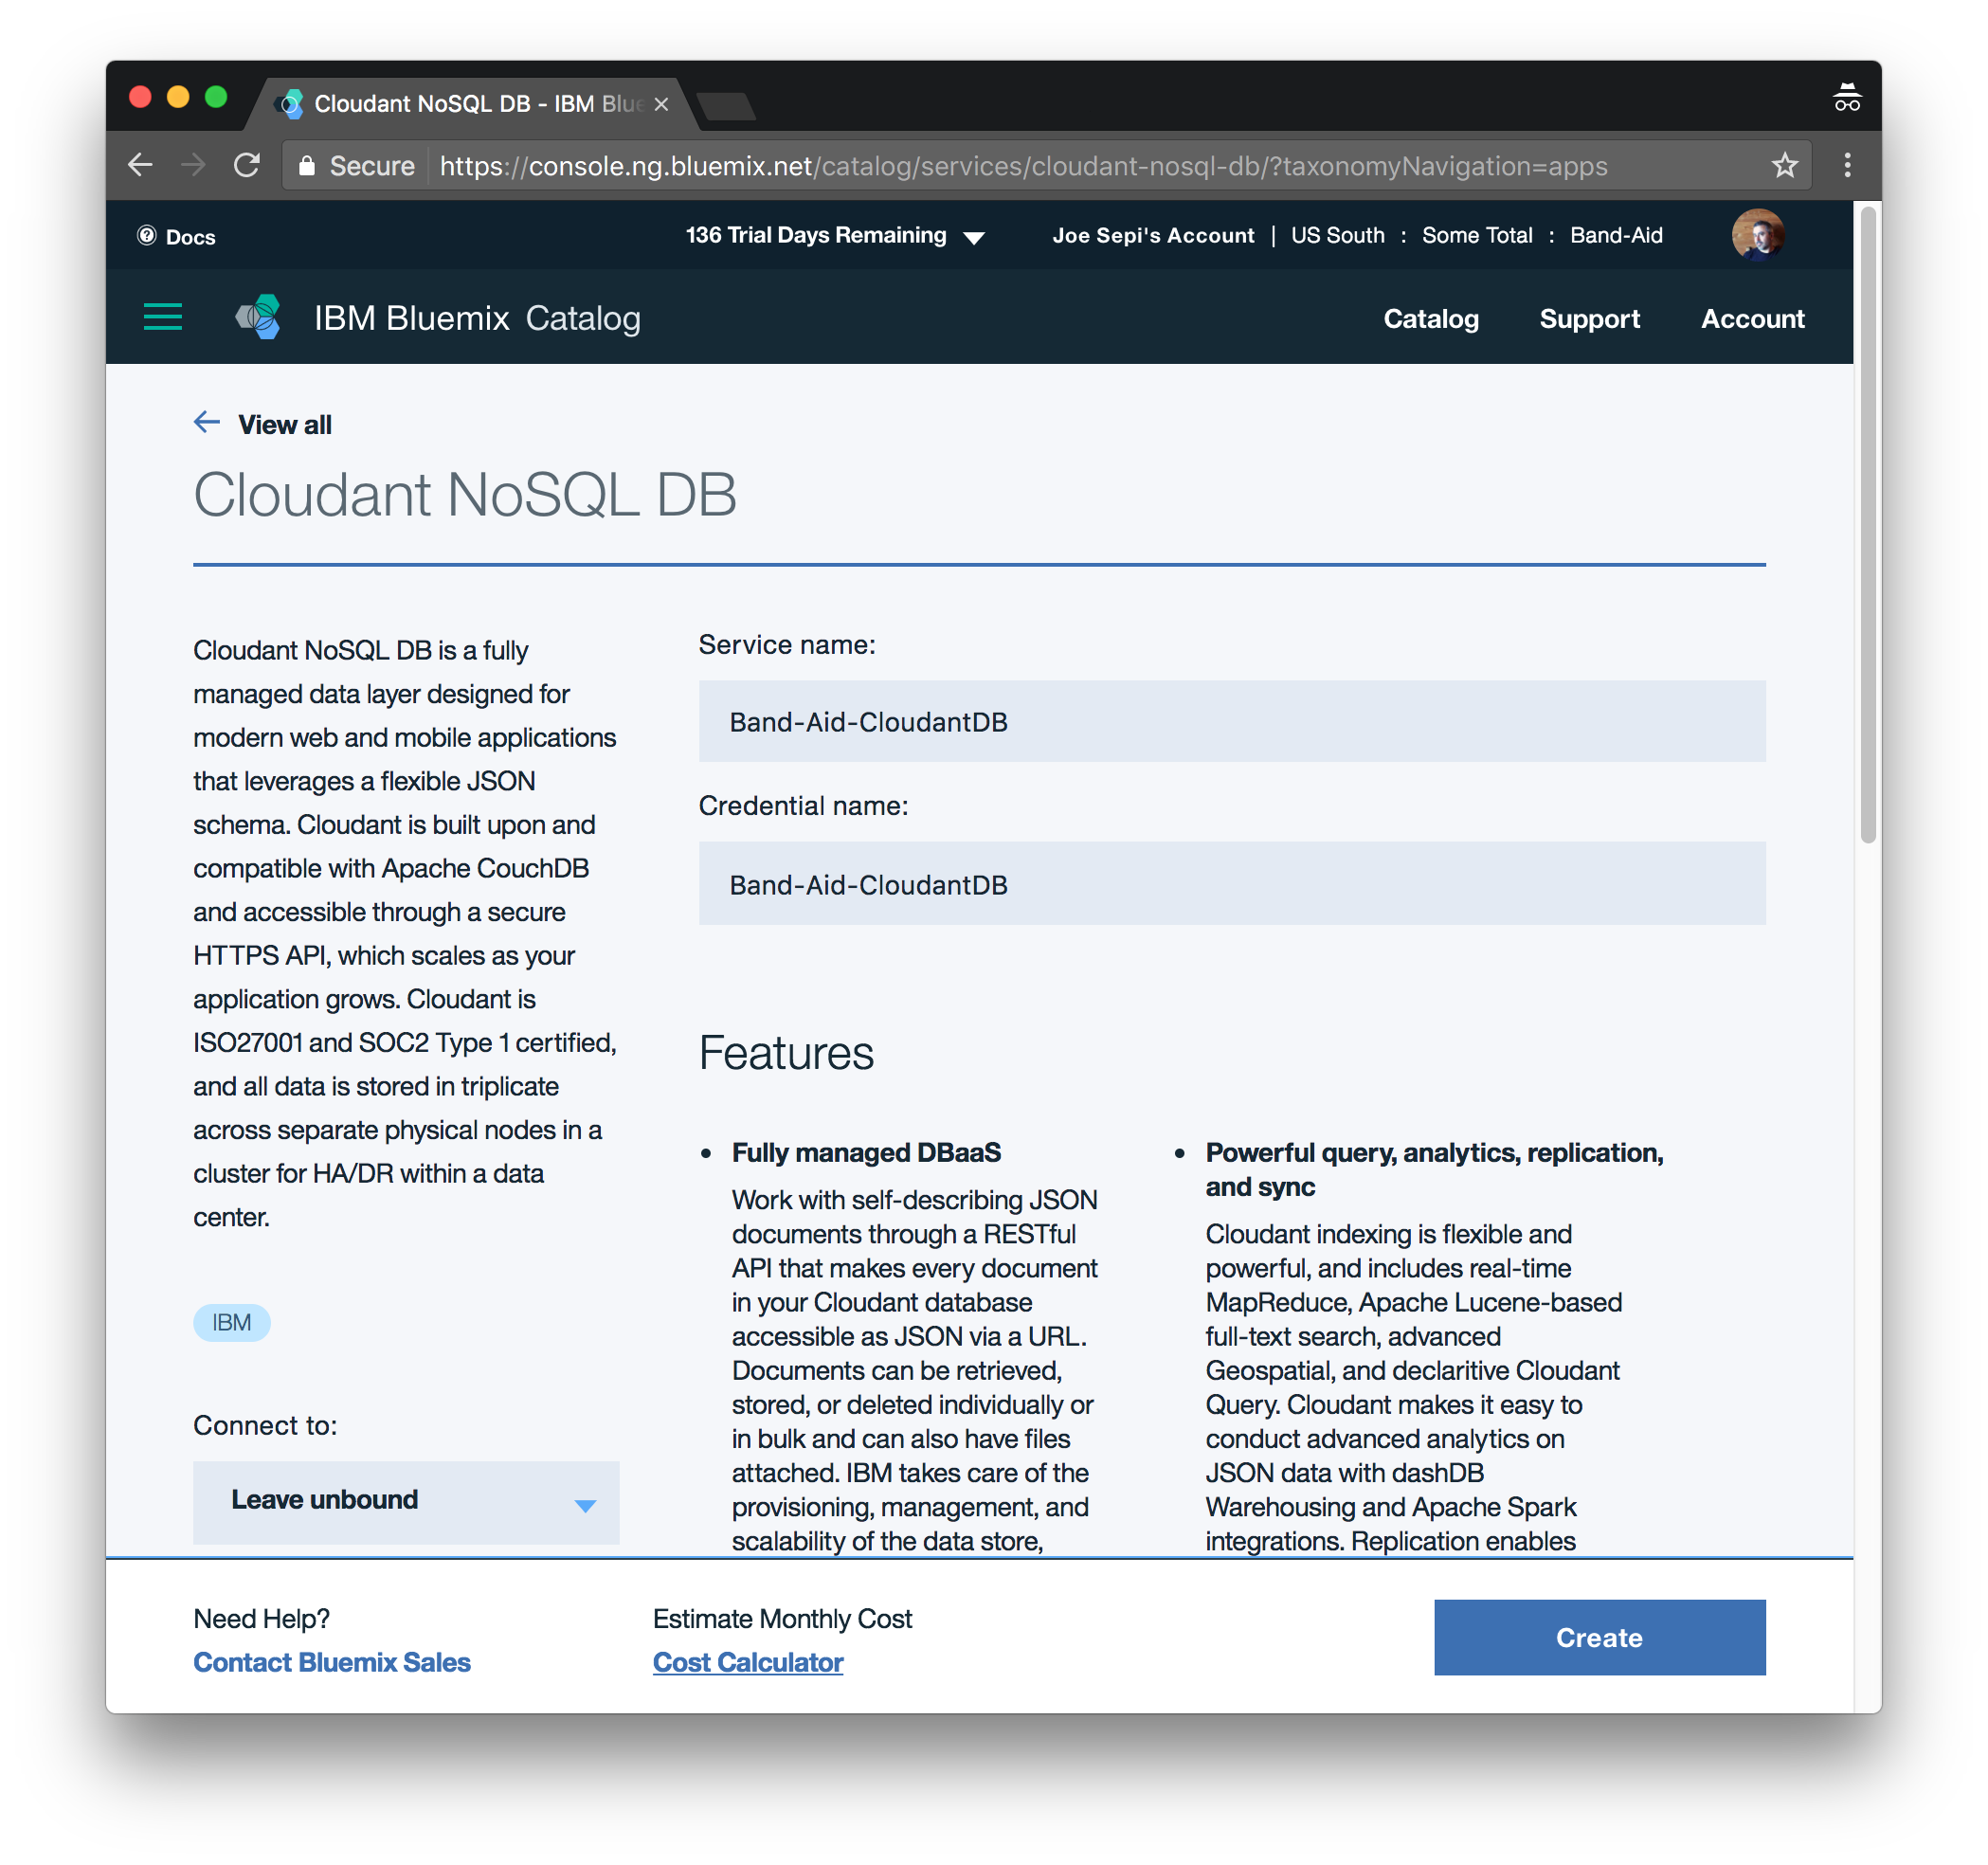 Cloudant NoSQL DB - IBM Blue
Secure https://console.ng.bluemix.net/catalog/services/cloudant-nosql-db/?taxonomyNavigation=apps
Docs
136 Trial Days Remaining
Joe Sepi's Account | US South : Some Total : Band-Aid
IBM Bluemix Catalog
Catalog Support Account
View all
Cloudant NoSQL DB
Cloudant NoSQL DB is a fully
managed data layer designed for
modern web and mobile applications
that leverages a flexible JSON
schema. Cloudant is built upon and
compatible with Apache CouchDB
and accessible through a secure
HTTPS API, which scales as your
application grows. Cloudant is
ISO27001 and SOC2 Type 1 certified,
and all data is stored in triplicate
across separate physical nodes in a
cluster for HA/DR within a data
center.
IBM
Connect to:
Leave unbound
Service name:
Band-Aid-CloudantDB
Credential name:
Band-Aid-CloudantDB
Features
Fully managed DBaaS
Work with self-describing JSON
documents through a RESTful
API that makes every document
in your Cloudant database
accessible as JSON via a URL.
Documents can be retrieved,
stored, or deleted individually or
in bulk and can also have files
attached. IBM takes care of the
provisioning, management, and
scalability of the data store,
Powerful query, analytics, replication,
and sync
Cloudant indexing is flexible and
powerful, and includes real-time
MapReduce, Apache Lucene-based
full-text search, advanced
Geospatial, and declaritive Cloudant
Query. Cloudant makes it easy to
conduct advanced analytics on
JSON data with dashDB
Warehousing and Apache Spark
integrations. Replication enables
Need Help?
Contact Bluemix Sales
Estimate Monthly Cost
Cost Calculator
Create